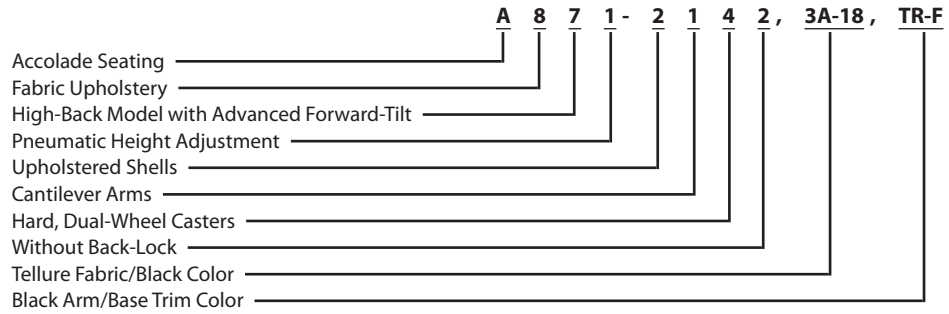 A 8 7 1 - 2 1 4 2 , 3A-18 , TR-F
Accolade Seating
Fabric Upholstery
High-Back Model with Advanced Forward-Tilt
Pneumatic Height Adjustment
Upholstered Shells
Cantilever Arms
Hard, Dual-Wheel Casters
Without Back-Lock
Tellure Fabric/Black Color
Black Arm/Base Trim Color